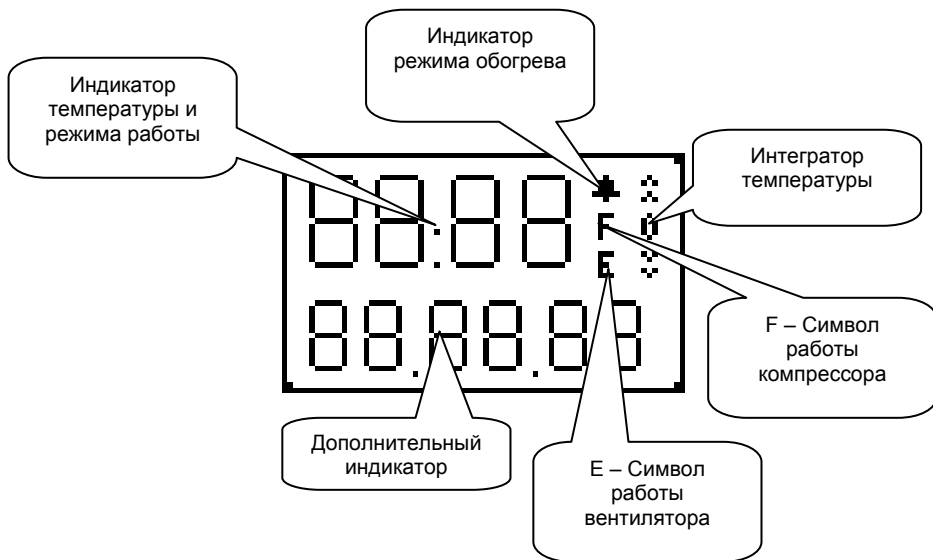 Индикатор
режима обогрева
Индикатор
температуры и
режима работы
Интегратор
температуры
88:88
F
E
88.88.88
F – Символ
работы
компрессора
Дополнительный
индикатор
E – Символ
работы
вентилятора